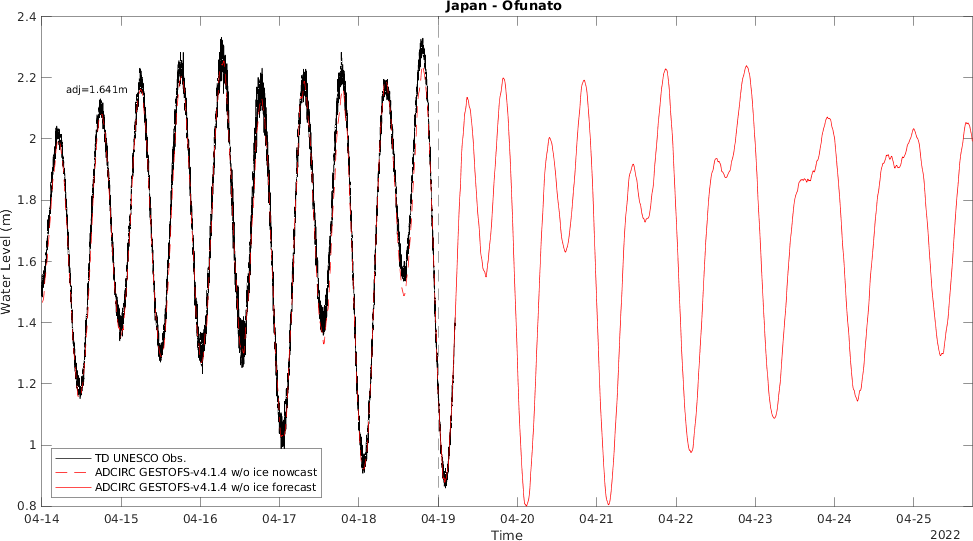 Japan - Ofunato
2.4
2.2
2
1.8
1.6
1.4
1.2
1
0.8
Water Level (m)
adj=1.641m
TD UNESCO Obs.
ADCIRC GESTOFS-v4.1.4 w/o ice nowcast
ADCIRC GESTOFS-v4.1.4 w/o ice forecast
04-14 04-15 04-16 04-17 04-18 04-19 04-20 04-21 04-22 04-23 04-24 04-25
Time
2022